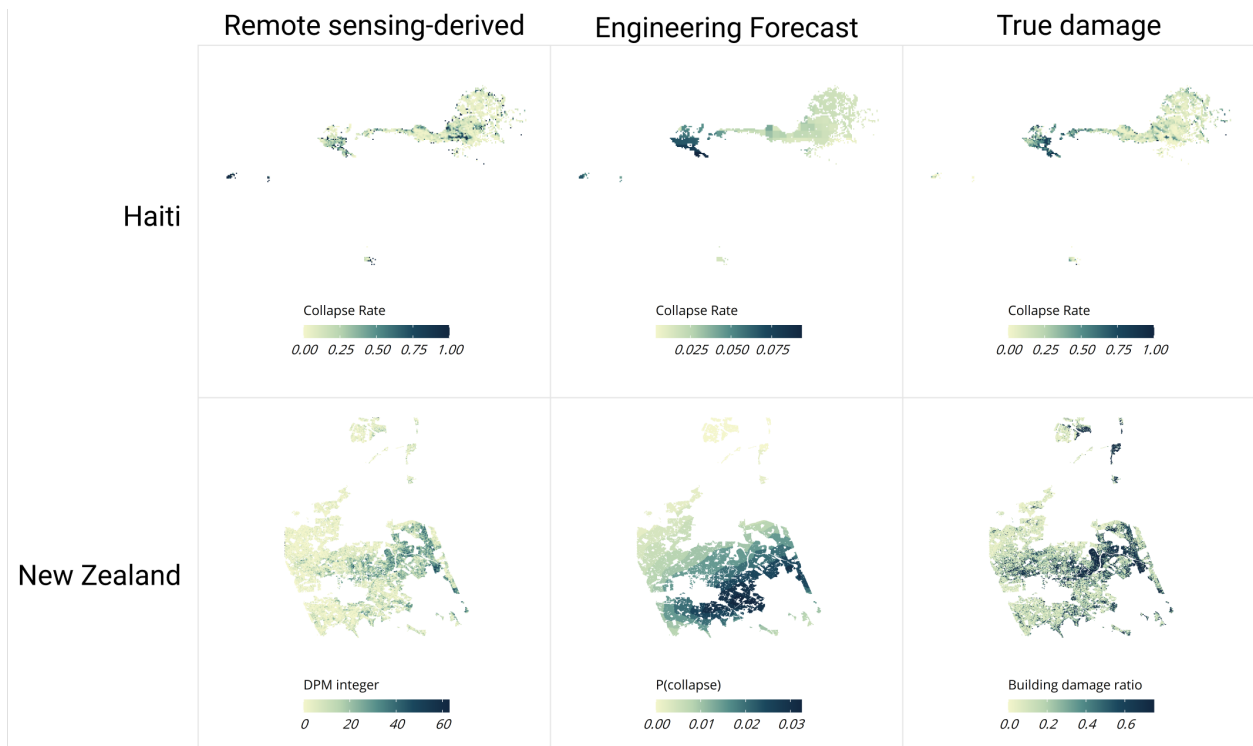 Remote sensing-derived
Engineering Forecast
True damage
Haiti
Collapse Rate
0.00 0.25 0.50 0.75 1.00
Collapse Rate
0.025 0.050 0.075
Collapse Rate
0.00 0.25 0.50 0.75 1.00
New Zealand
DPM integer
0 20 40 60
P(collapse)
0.00 0.01 0.02 0.03
Building damage ratio
0.0 0.2 0.4 0.6